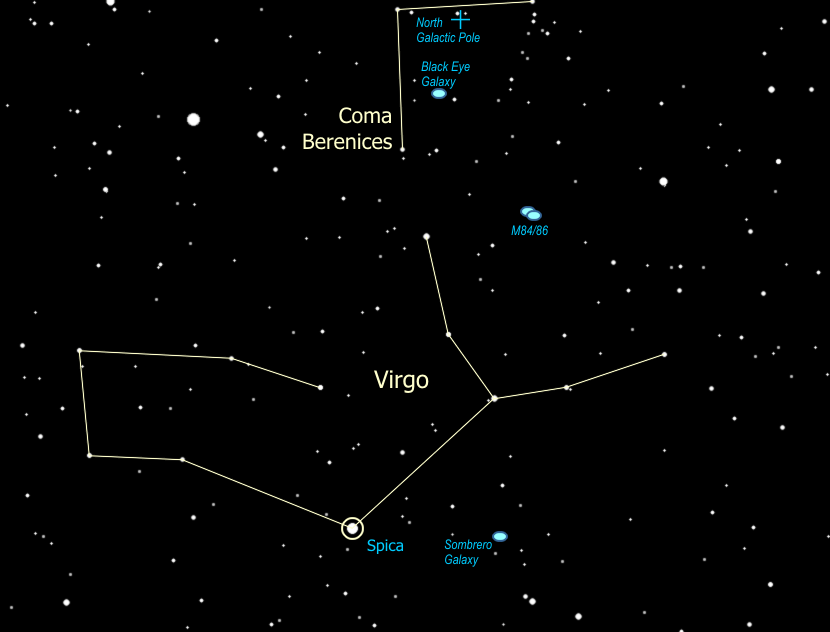 North
Galactic Pole
Black Eye
Galaxy
Coma
Berenices
M84/86
Virgo
Spica
Sombrero
Galaxy